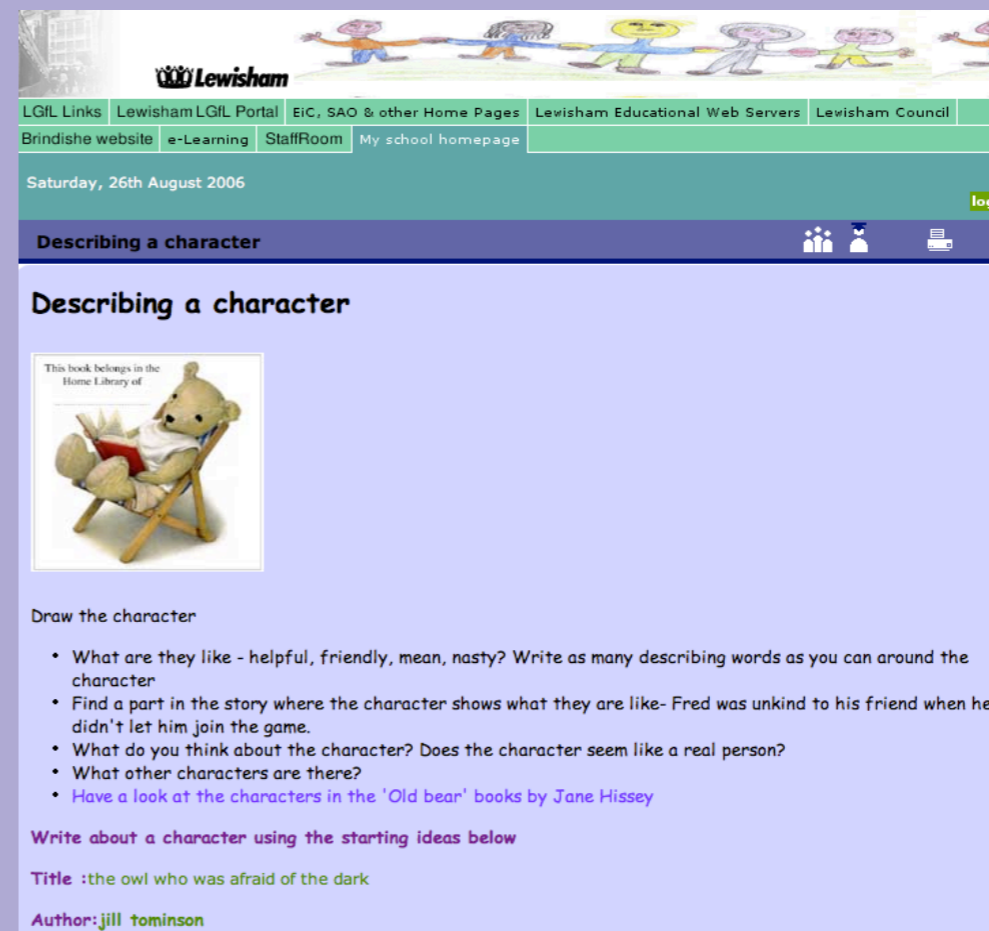 Lewisham
LGfL Links Lewisham LGfL Portal EiC, SAO & other Home Pages Lewisham Educational Web Servers Lewisham Council
Brindishe website e-Learning StaffRoom My school homepage
Saturday, 26th August 2006
log
Describing a character
Describing a character
This book belongs in the
Home Library of
Draw the character
• What are they like - helpful, friendly, mean, nasty? Write as many describing words as you can around the
character
• Find a part in the story where the character shows what they are like- Fred was unkind to his friend when he
didn't let him join the game.
• What do you think about the character? Does the character seem like a real person?
• What other characters are there?
• Have a look at the characters in the 'Old bear' books by Jane Hissey
Write about a character using the starting ideas below
Title :the owl who was afraid of the dark
Author:jill tominson